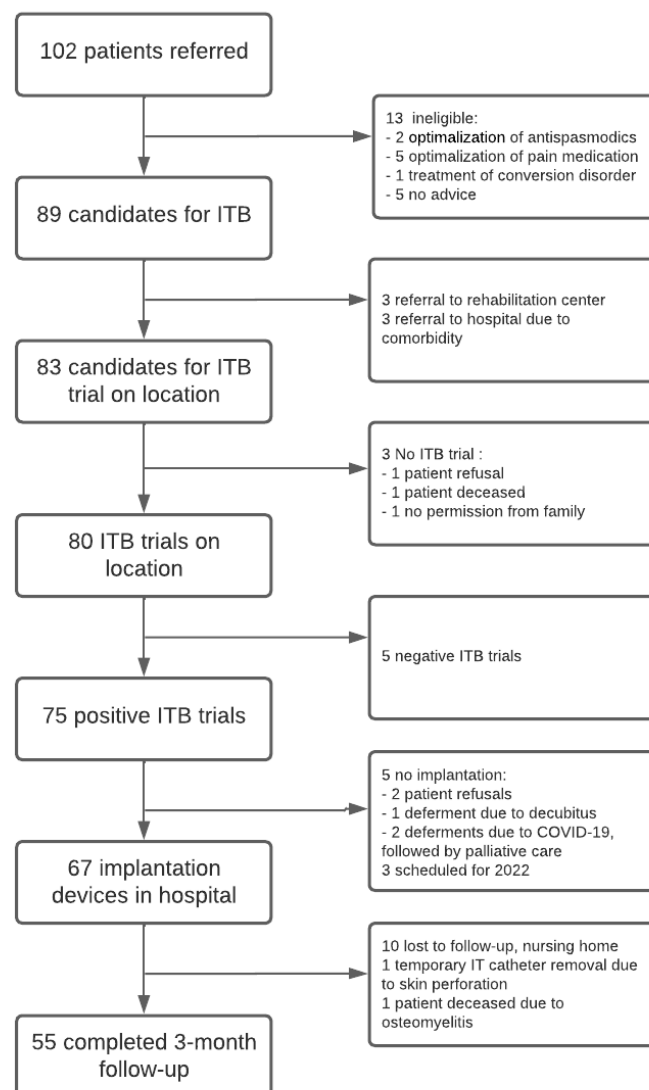 102 patients referred
13 ineligible:
- 2 optimalization of antispasmodics
- 5 optimalization of pain medication
- 1 treatment of conversion disorder
- 5 no advice
89 candidates for ITB
3 referral to rehabilitation center
3 referral to hospital due to
comorbidity
83 candidates for ITB
trial on location
3 No ITB trial :
- 1 patient refusal
- 1 patient deceased
- 1 no permission from family
80 ITB trials on
location
5 negative ITB trials
75 positive ITB trials
5 no implantation:
- 2 patient refusals
- 1 deferment due to decubitus
- 2 deferments due to COVID-19,
followed by palliative care
3 scheduled for 2022
67 implantation
devices in hospital
10 lost to follow-up, nursing home
1 temporary IT catheter removal due
to skin perforation
1 patient deceased due to
osteomyelitis
55 completed 3-month
follow-up